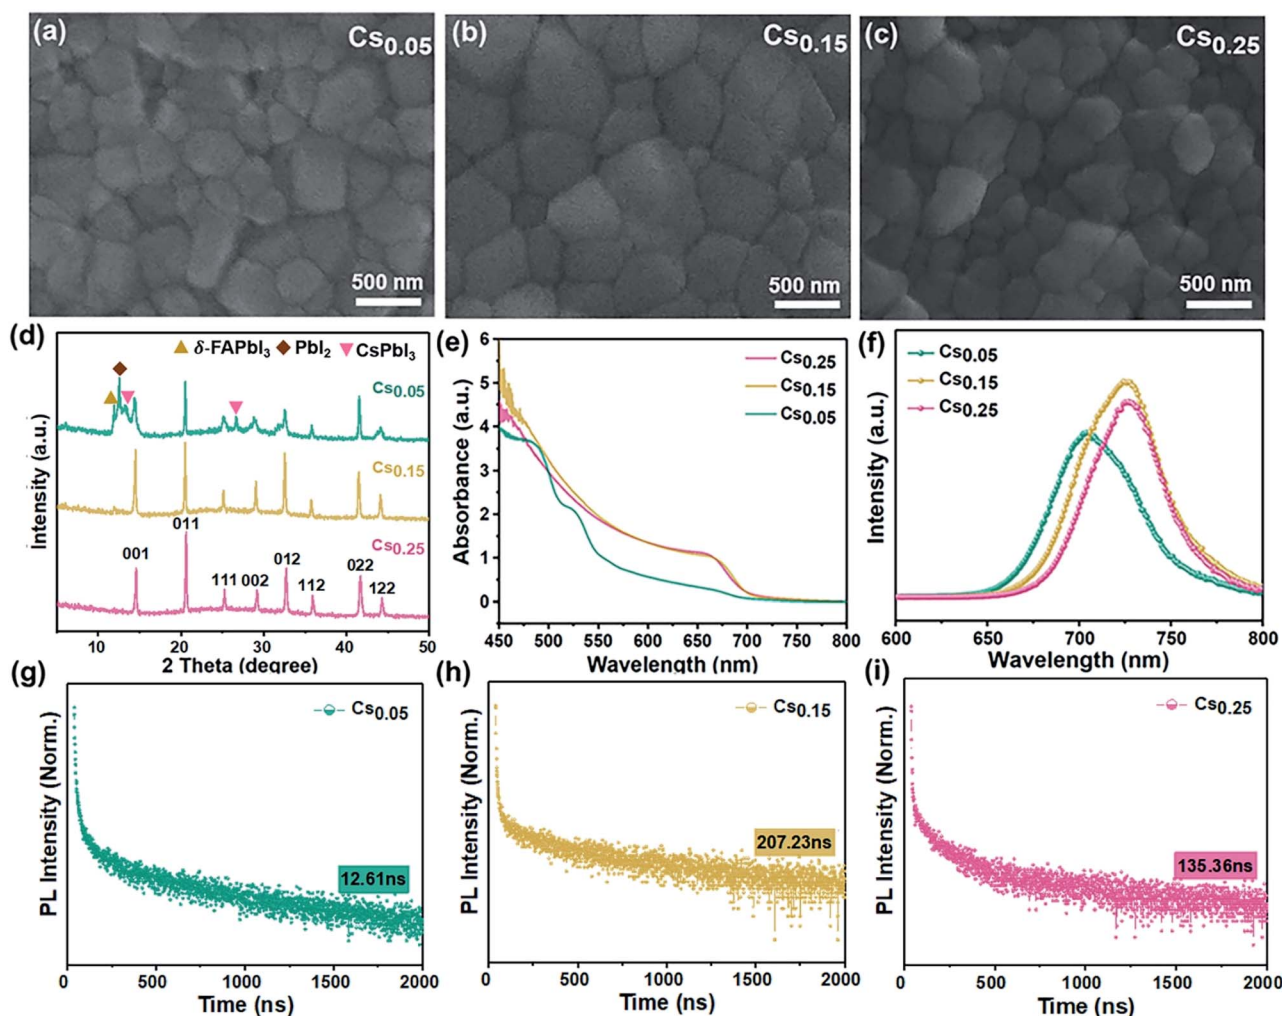 (a)
Cs0.05
500 nm
(b)
Cs0.15
500 nm
(c)
Cs0.25
500 nm
(d)
δ-FAPbI3
PbI2
CsPbI3
Cs0.05
Cs0.15
Cs0.25
001
011
111
002
012
112
022
122
intensity (a.u.)
10
20
30
40
50
2 Theta (degree)
(e)
Cs0.25
Cs0.15
Cs0.05
Absorbance (a.u.)
6
5
4
3
2
1
0
450
500
550
600
650
700
750
800
Wavelength (nm)
(f)
Cs0.05
Cs0.15
Cs0.25
Intensity (a.u.)
600
650
700
750
800
Wavelength (nm)
(g)
Cs0.05
12.61ns
PL Intensity (Norm.)
0
500
1000
1500
2000
Time (ns)
(h)
Cs0.15
207.23ns
PL Intensity (Norm.)
0
500
1000
1500
2000
Time (ns)
(i)
Cs0.25
135.36ns
PL Intensity (Norm.)
0
500
1000
1500
2000
Time (ns)